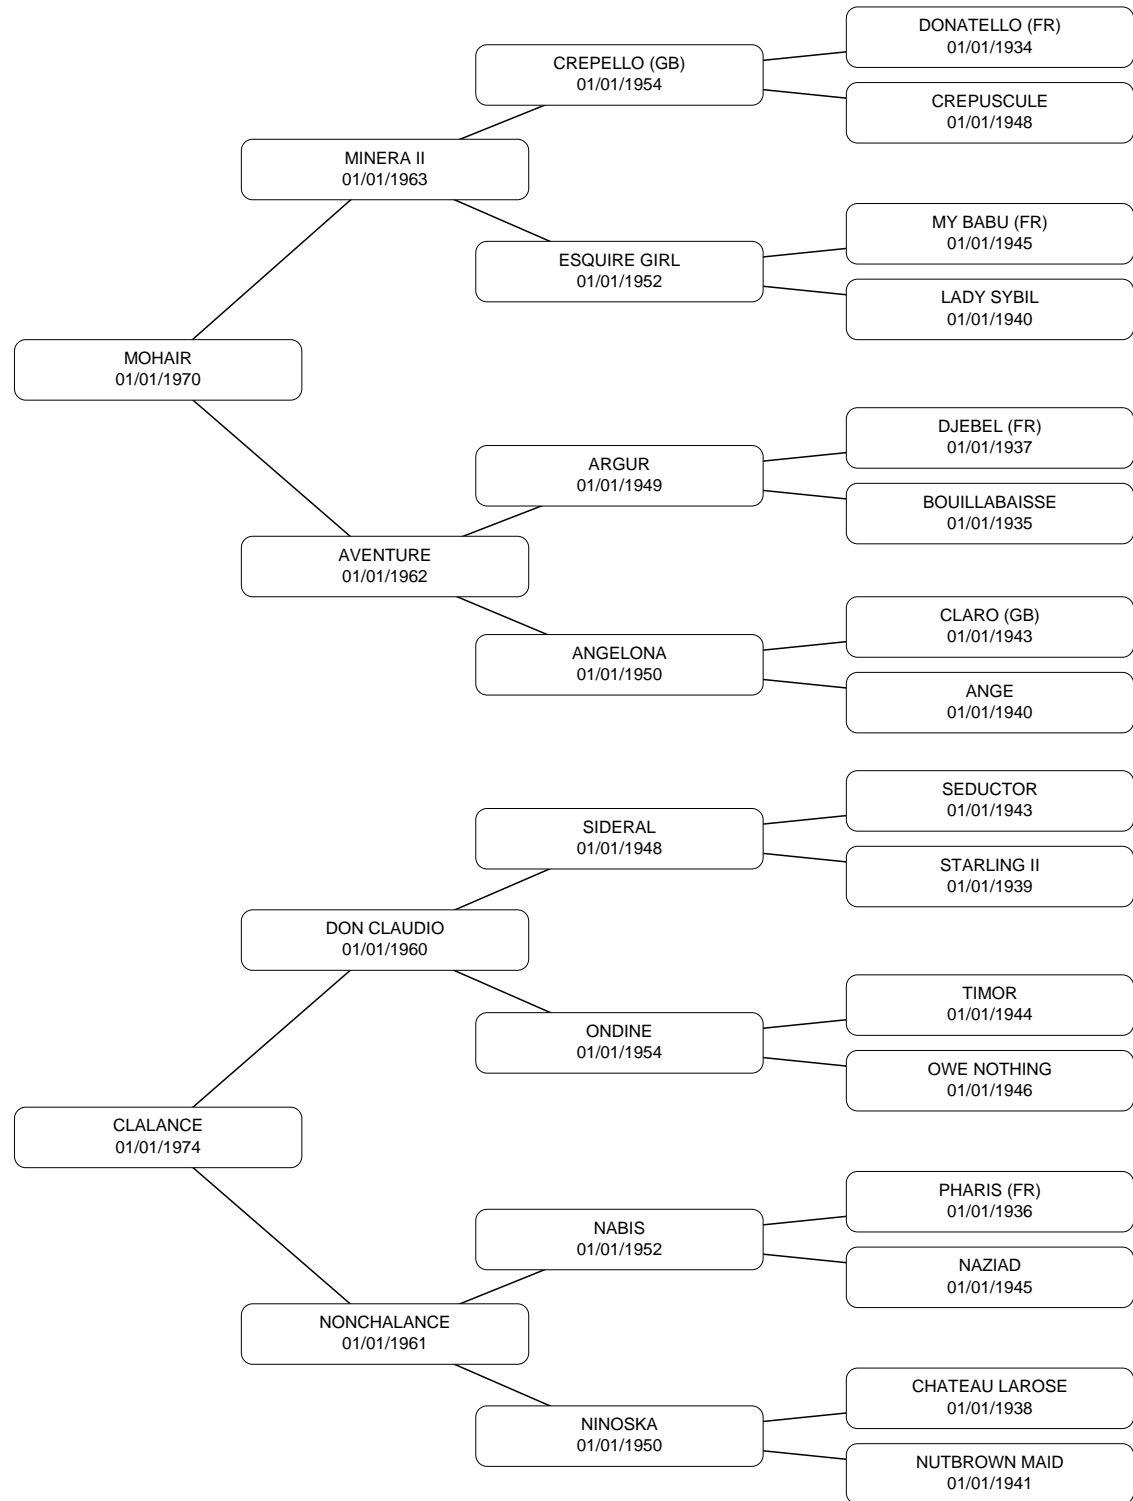 DONATELLO (FR)
01/01/1934
CREPELLO (GB)
01/01/1954
CREPUSCULE
01/01/1948
MINERA II
01/01/1963
MY BABU (FR)
01/01/1945
ESQUIRE GIRL
01/01/1952
LADY SYBIL
01/01/1940
MOHAIR
01/01/1970
DJEBEL (FR)
01/01/1937
ARGUR
01/01/1949
BOUILLABAISSE
01/01/1935
AVENTURE
01/01/1962
CLARO (GB)
01/01/1943
ANGELONA
01/01/1950
ANGE
01/01/1940
SEDUCTOR
01/01/1943
SIDERAL
01/01/1948
STARLING II
01/01/1939
DON CLAUDIO
01/01/1960
TIMOR
01/01/1944
ONDINE
01/01/1954
OWE NOTHING
01/01/1946
CLALANCE
01/01/1974
PHARIS (FR)
01/01/1936
NABIS
01/01/1952
NAZIAD
01/01/1945
NONCHALANCE
01/01/1961
CHATEAU LAROSE
01/01/1938
NINOSKA
01/01/1950
NUTBROWN MAID
01/01/1941